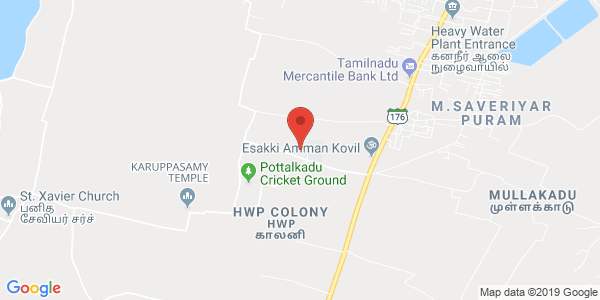 Heavy Water
Plant Entrance
கனநீர் ஆலை
நுழைவாயில்
Tamilnadu
Mercantile Bank Ltd
M.SAVERIYAR
PURAM
176
Esakki Amman Kovil
KARUPPASAMY
TEMPLE
Pottalkadu
Cricket Ground
St. Xavier Church
பனித
சேவியர் சர்ச்
MULLAKADU
முள்ளக்காடு
HWP COLONY
HWP
காலனி
Google
Map data ©2019 Google